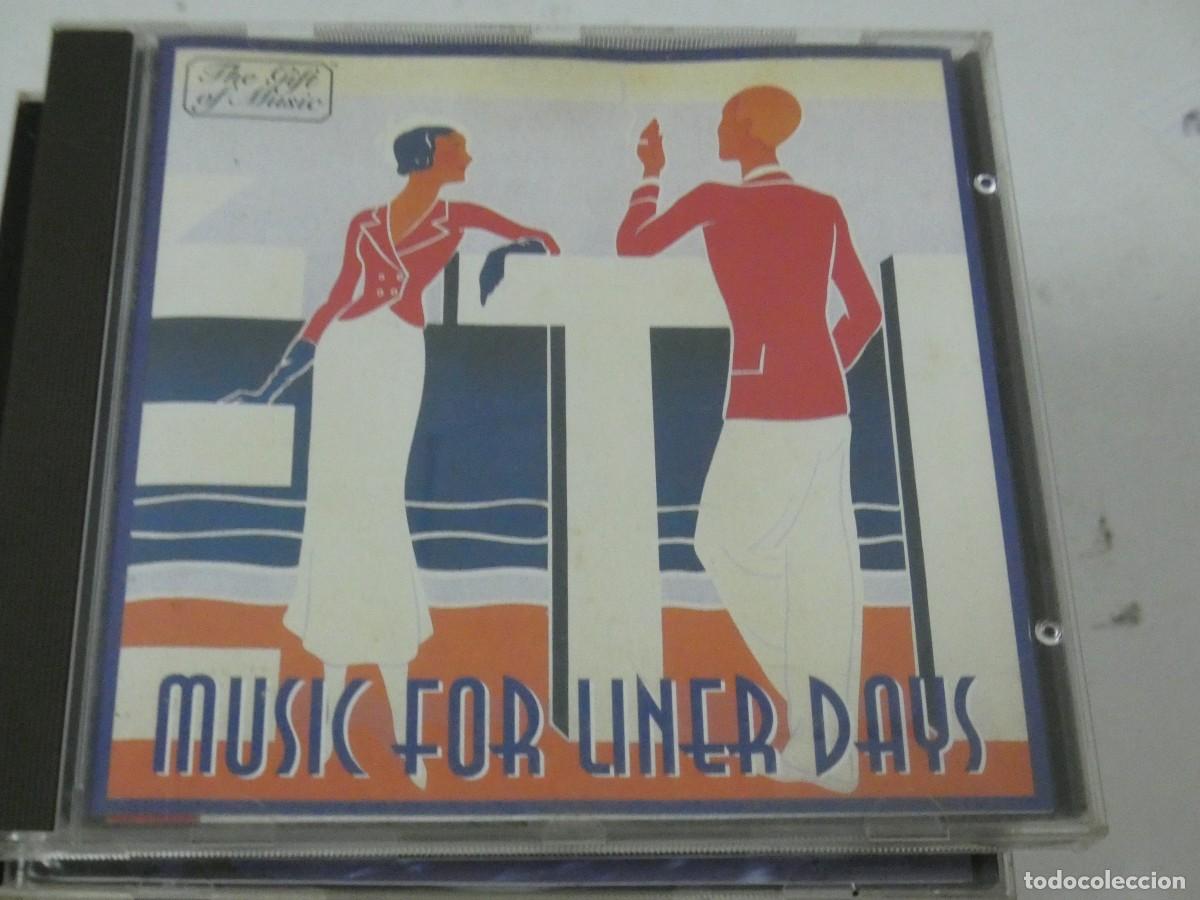 The Gift
of Music
MUSIC FOR LINER DAYS
todocoleccion